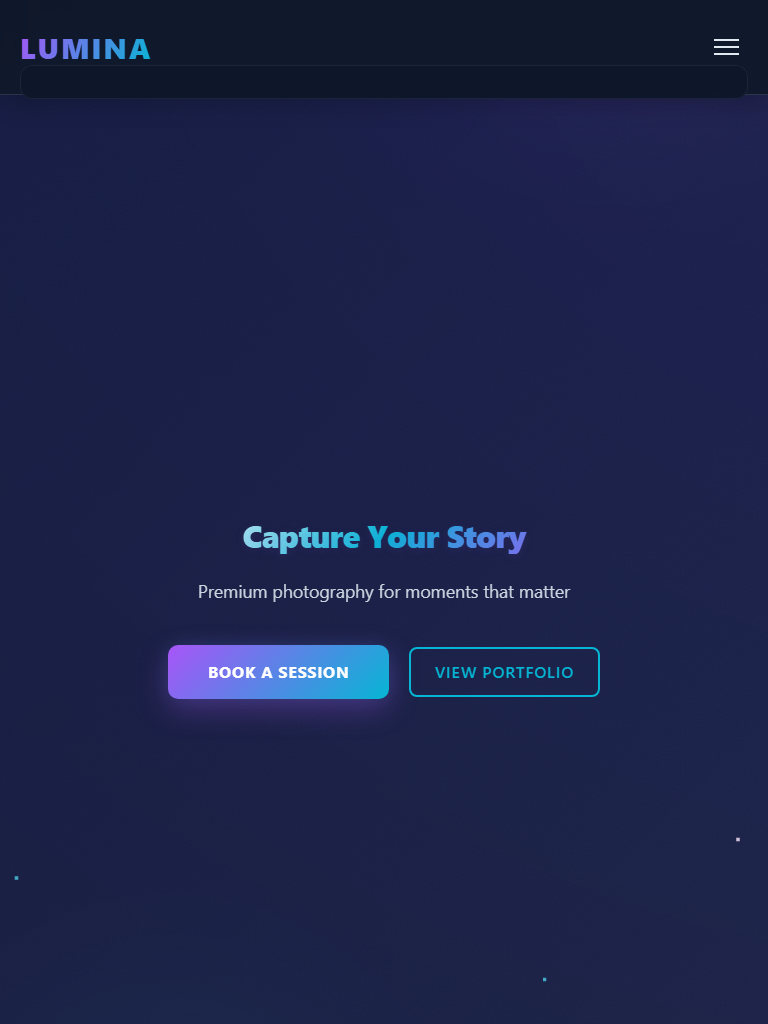 LUMINA
Capture Your Story
Premium photography for moments that matter
BOOK A SESSION
VIEW PORTFOLIO